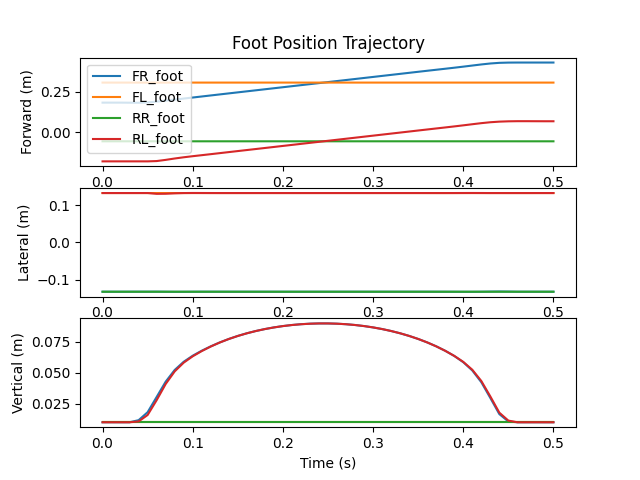 Foot Position Trajectory
Forward (m)
0.25
0.00
FR_foot
FL_foot
RR_foot
RL_foot
0.0 0.1 0.2 0.3 0.4 0.5
Lateral (m)
0.1
0.0
−0.1
0.0 0.1 0.2 0.3 0.4 0.5
Vertical (m)
0.075
0.050
0.025
0.0 0.1 0.2 0.3 0.4 0.5
Time (s)